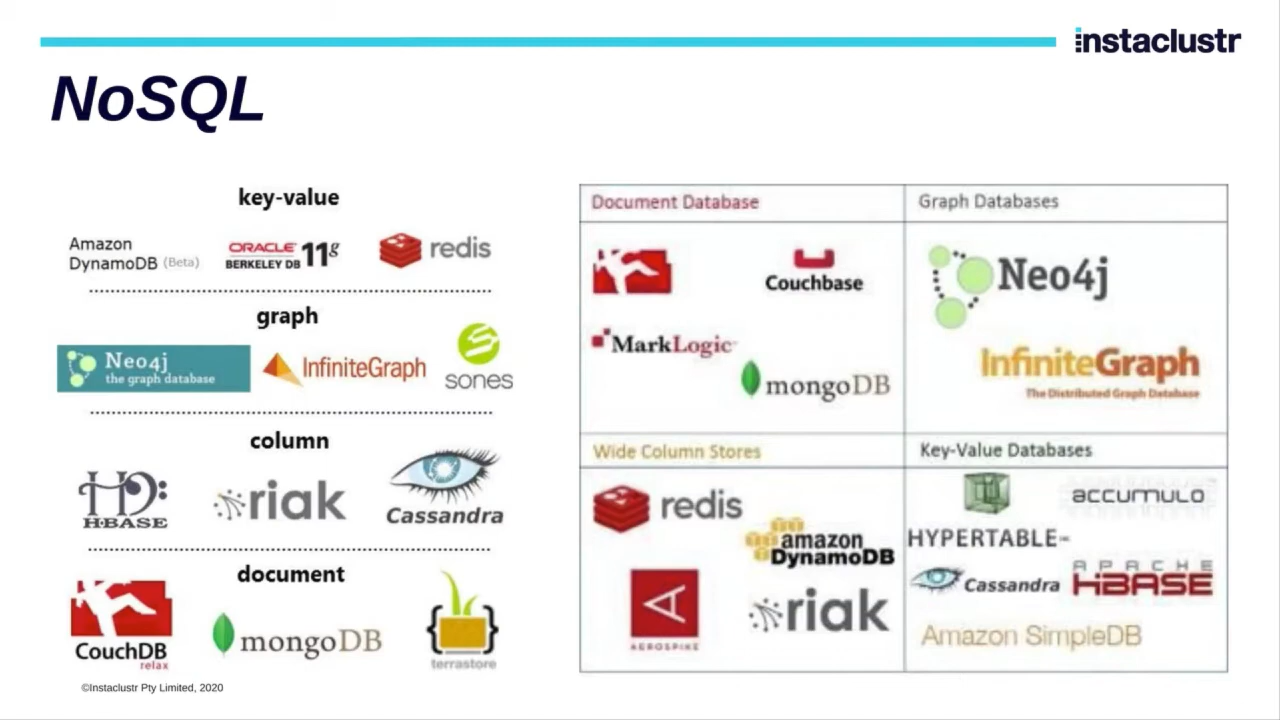 instaclustr
NoSQL
key-value
Amazon
DynamoDB (Beta)
ORACLE
BERKELEY DB 11g
redis
graph
Neo4j
the graph database
InfiniteGraph
sones
column
HBASE
riak
Cassandra
document
CouchDB
relax
mongoDB
terrastore
©Instaclustr Pty Limited, 2020
Document Database
Graph Databases
Couchbase
MarkLogic
mongoDB
Neo4j
InfiniteGraph
The Distributed Graph Database
Wide Column Stores
Key-Value Databases
redis
amazon
DynamoDB
AEROSPIKE
riak
accumulo
HYPERTABLE™
Cassandra
APACHE
HBASE
Amazon SimpleDB